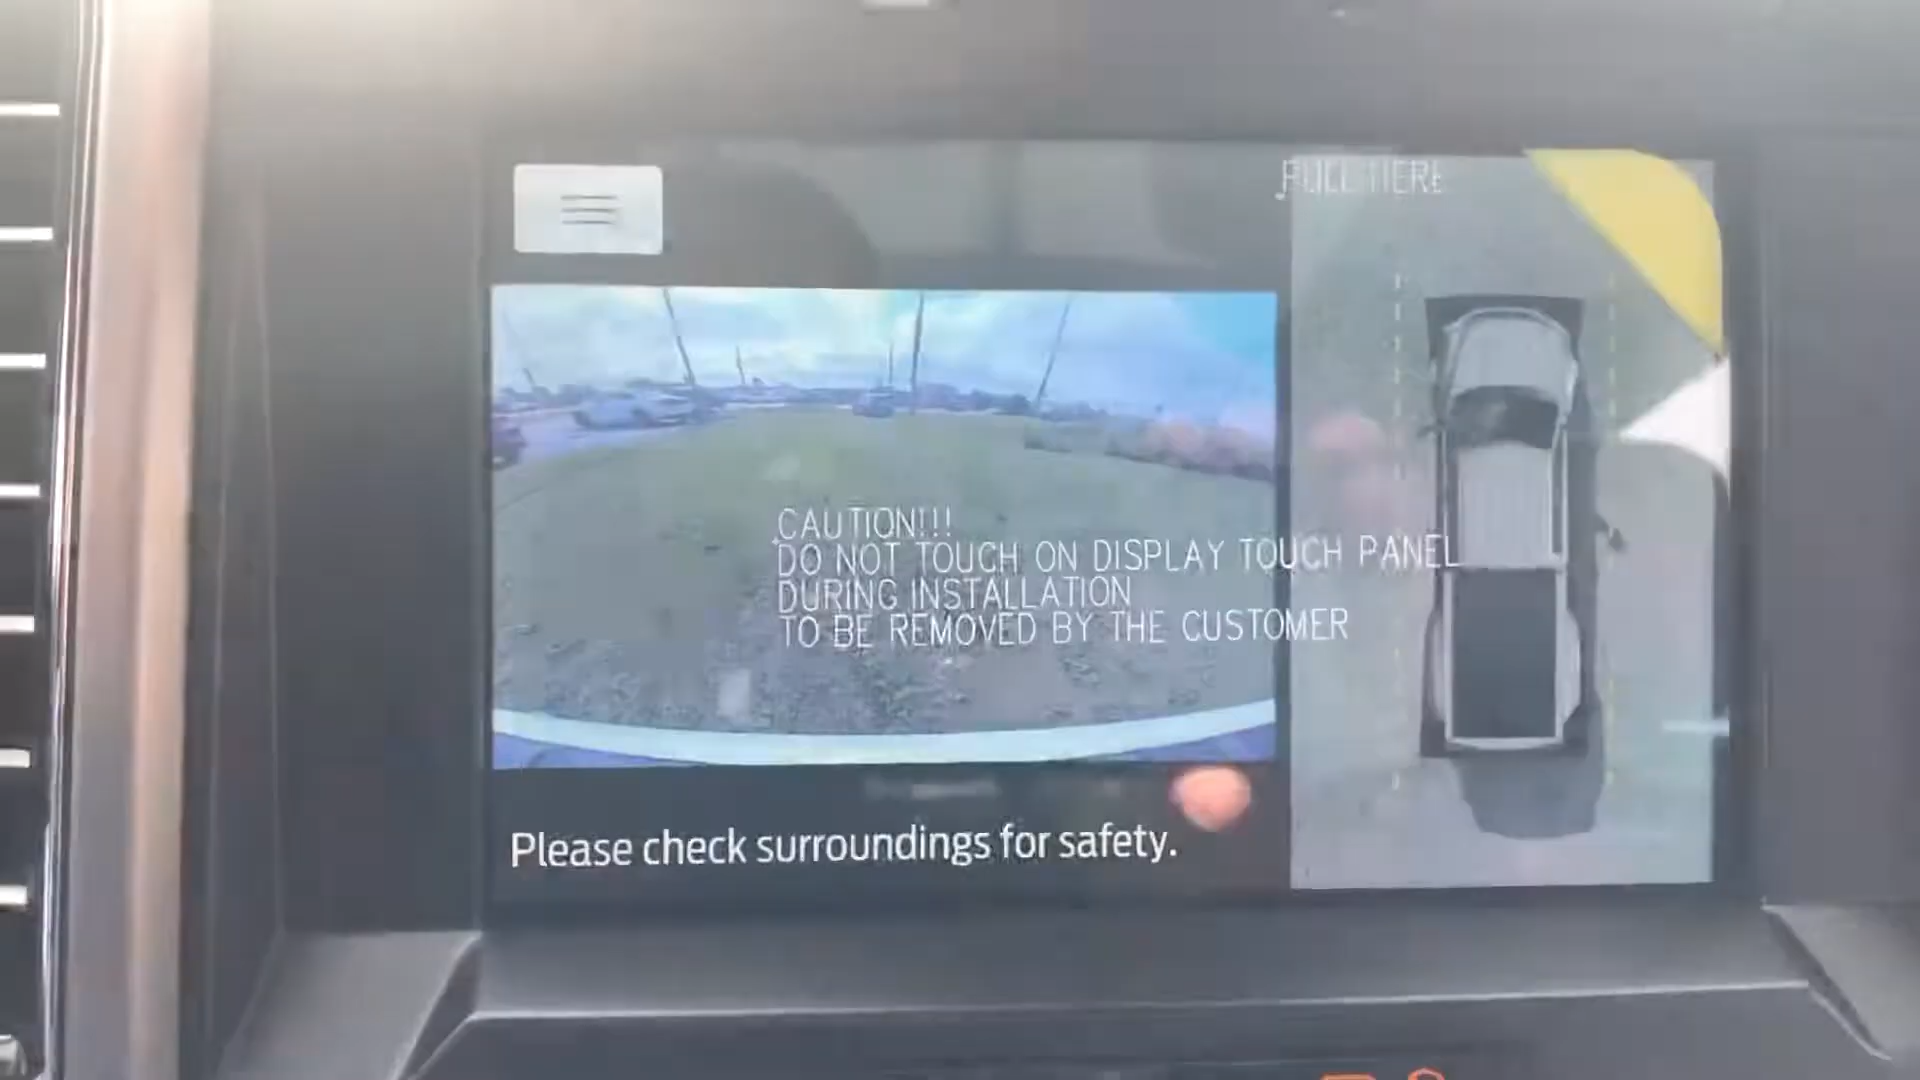 PULL HERE
CAUTION!!!
DO NOT TOUCH ON DISPLAY TOUCH PANEL
DURING INSTALLATION
TO BE REMOVED BY THE CUSTOMER
Please check surroundings for safety.